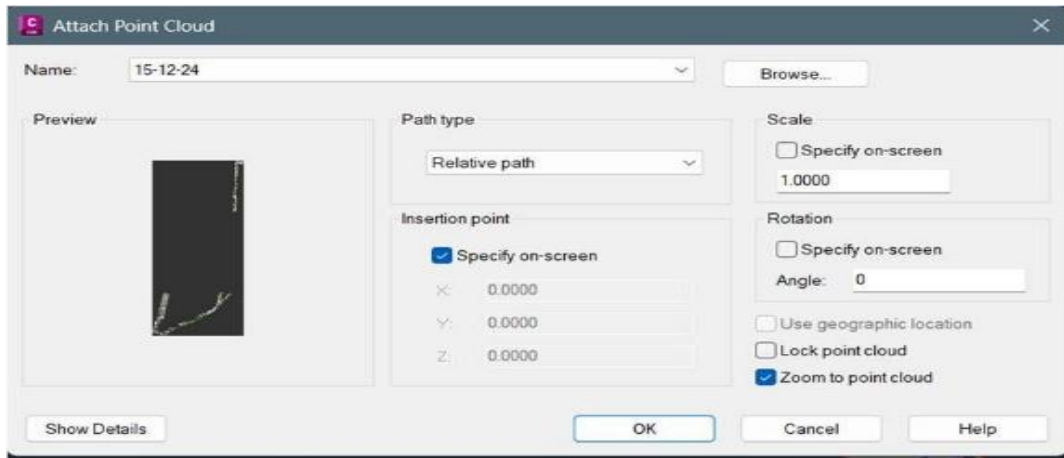 Attach Point Cloud
Name: 15-12-24 Browse...
Preview
Path type
Relative path
Insertion point
Specify on-screen
X: 0.0000
Y: 0.0000
Z: 0.0000
Scale
Specify on-screen
1.0000
Rotation
Specify on-screen
Angle: 0
Use geographic location
Lock point cloud
Zoom to point cloud
Show Details OK Cancel Help